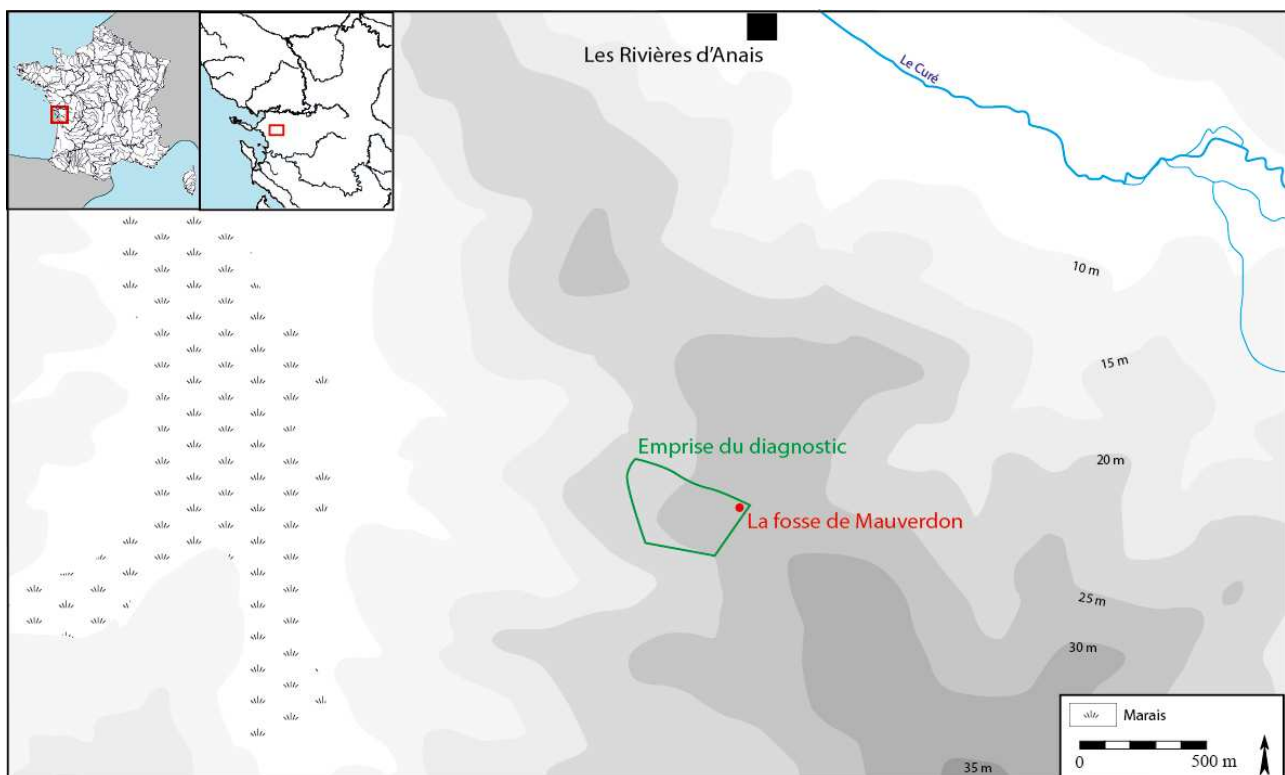 Les Rivières d'Anais
Le Curé
10 m
15 m
Emprise du diagnostic
20 m
La fosse de Mauverdon
25 m
30 m
Marais
0 500 m
35 m